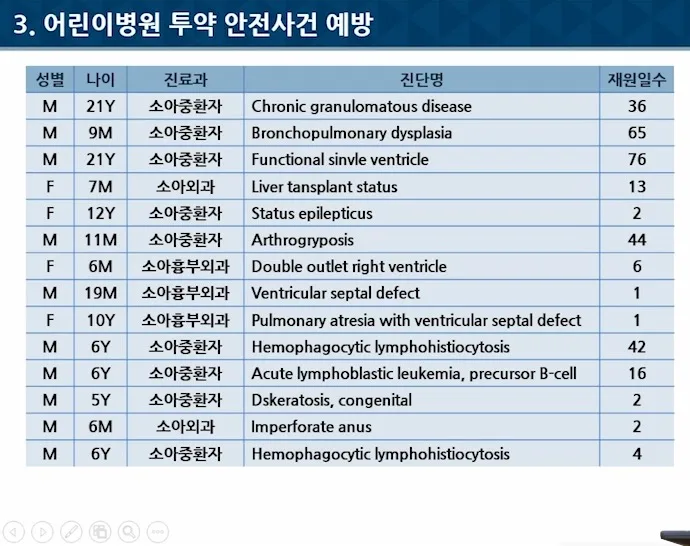 3. 어린이병원 투약 안전사건 예방
성별 나이 진료과 진단명 재원일수
M 21Y 소아중환자 Chronic granulomatous disease 36
M 9M 소아중환자 Bronchopulmonary dysplasia 65
M 21Y 소아중환자 Functional sinvle ventricle 76
F 7M 소아외과 Liver tansplant status 13
F 12Y 소아중환자 Status epilepticus 2
M 11M 소아중환자 Arthrogryposis 44
F 6M 소아흉부외과 Double outlet right ventricle 6
M 19M 소아흉부외과 Ventricular septal defect 1
F 10Y 소아흉부외과 Pulmonary atresia with ventricular septal defect 1
M 6Y 소아중환자 Hemophagocytic lymphohistiocytosis 42
M 6Y 소아중환자 Acute lymphoblastic leukemia, precursor B-cell 16
M 5Y 소아중환자 Dskeratosis, congenital 2
M 6M 소아외과 Imperforate anus 2
M 6Y 소아중환자 Hemophagocytic lymphohistiocytosis 4